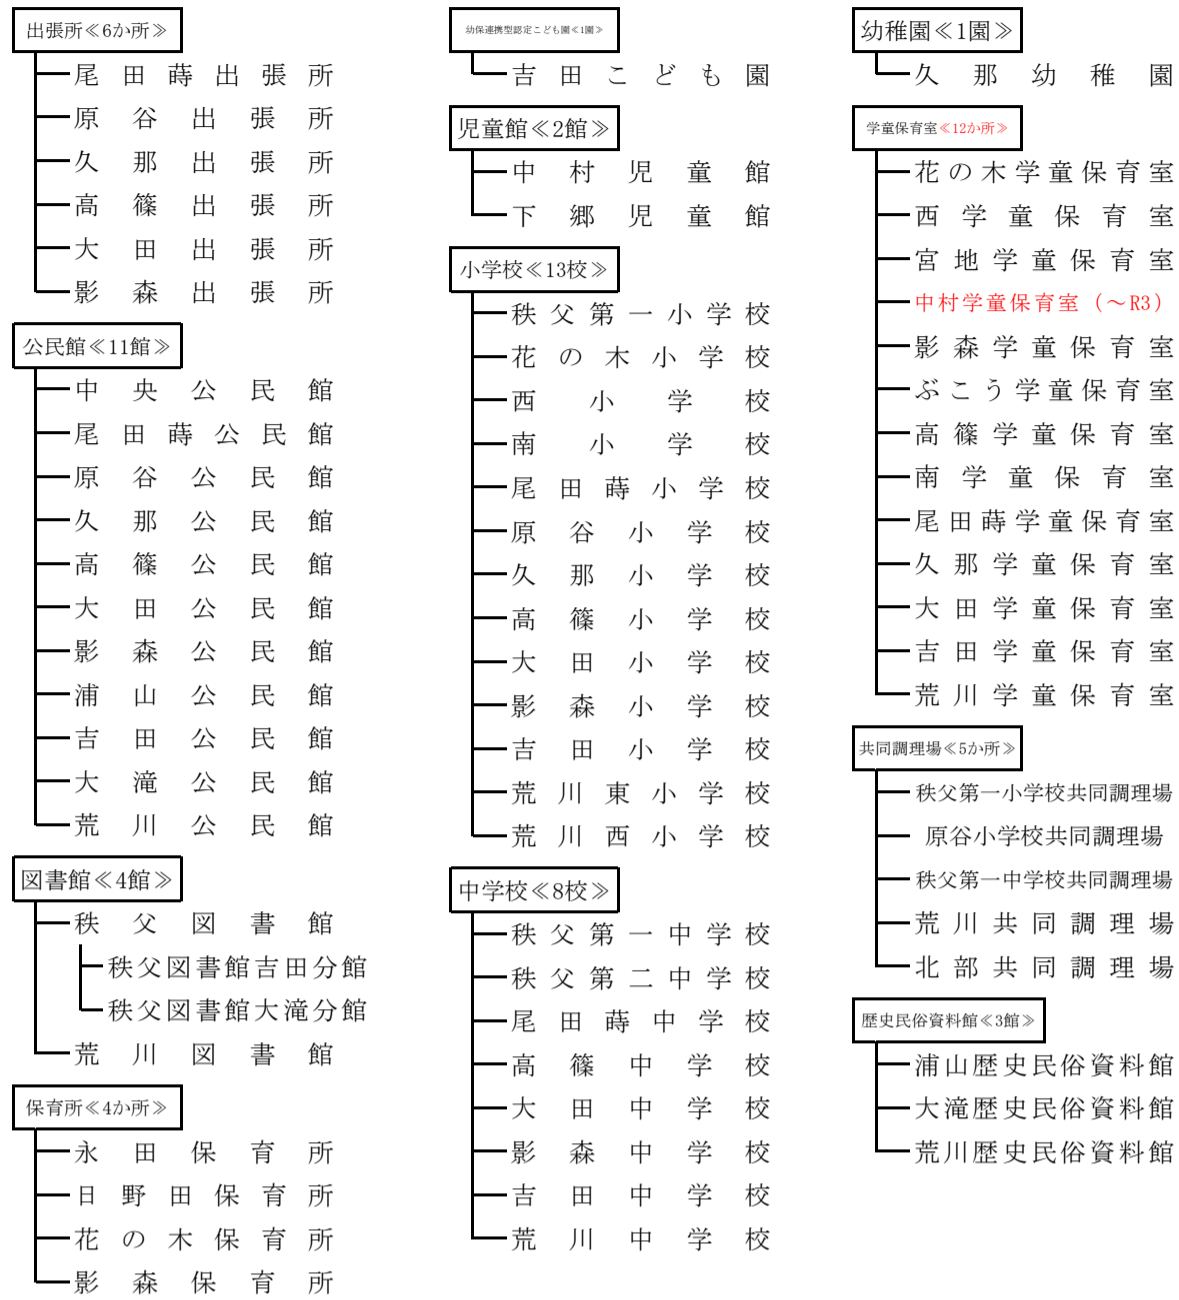 出張所≪6か所≫
尾田蒔出張所
原谷出張所
久那出張所
高篠出張所
大田出張所
影森出張所
公民館≪11館≫
中央公民館
尾田蒔公民館
原谷公民館
久那公民館
高篠公民館
大田公民館
影森公民館
浦山公民館
吉田公民館
大滝公民館
荒川公民館
図書館≪4館≫
秩父図書館
秩父図書館吉田分館
秩父図書館大滝分館
荒川図書館
保育所≪4か所≫
永田保育所
日野田保育所
花の木保育所
影森保育所
幼保連携型認定こども園≪1園≫
吉田こども園
児童館≪2館≫
中村児童館
下郷児童館
小学校≪13校≫
秩父第一小学校
花の木小学校
西小学校
南小学校
尾田蒔小学校
原谷小学校
久那小学校
高篠小学校
大田小学校
影森小学校
吉田小学校
荒川東小学校
荒川西小学校
中学校≪8校≫
秩父第一中学校
秩父第二中学校
尾田蒔中学校
高篠中学校
大田中学校
影森中学校
吉田中学校
荒川中学校
幼稚園≪1園≫
久那幼稚園
学童保育室≪12か所≫
花の木学童保育室
西学童保育室
宮地学童保育室
中村学童保育室（～R3）
影森学童保育室
ぶこう学童保育室
高篠学童保育室
南学童保育室
尾田蒔学童保育室
久那学童保育室
大田学童保育室
吉田学童保育室
荒川学童保育室
共同調理場≪5か所≫
秩父第一小学校共同調理場
原谷小学校共同調理場
秩父第一中学校共同調理場
荒川共同調理場
北部共同調理場
歴史民俗資料館≪3館≫
浦山歴史民俗資料館
大滝歴史民俗資料館
荒川歴史民俗資料館